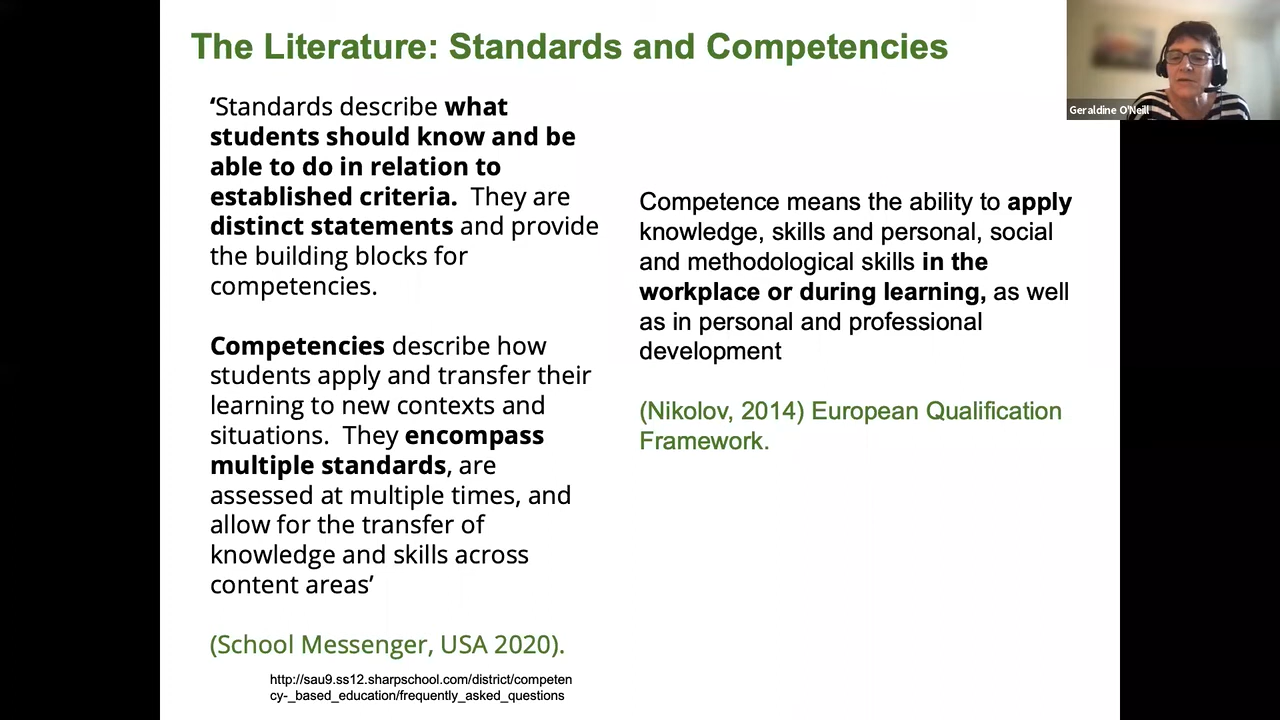 The Literature: Standards and Competencies
‘Standards describe what
students should know and be
able to do in relation to
established criteria. They are
distinct statements and provide
the building blocks for
competencies.
Competencies describe how
students apply and transfer their
learning to new contexts and
situations. They encompass
multiple standards, are
assessed at multiple times, and
allow for the transfer of
knowledge and skills across
content areas’
(School Messenger, USA 2020).
http://sau9.ss12.sharpschool.com/district/competen
cy-_based_education/frequently_asked_questions
Competence means the ability to apply
knowledge, skills and personal, social
and methodological skills in the
workplace or during learning, as well
as in personal and professional
development
(Nikolov, 2014) European Qualification
Framework.
Geraldine O'Neill